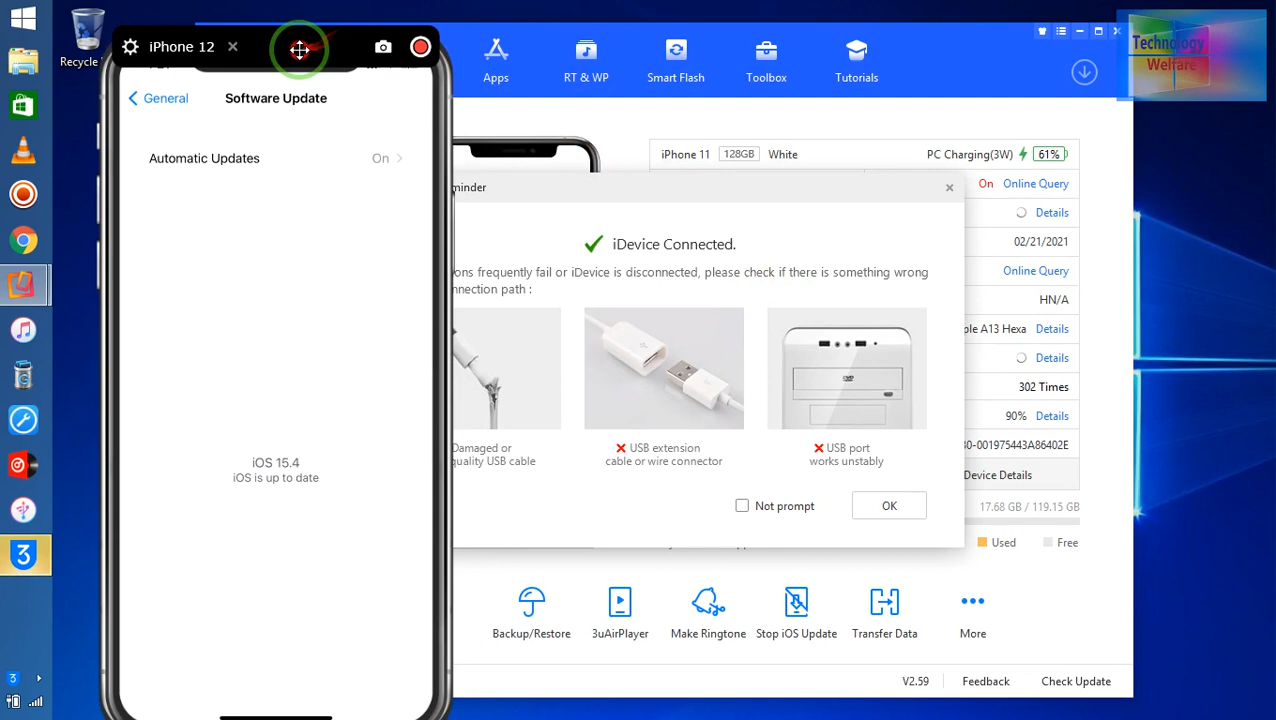 Recycle
iPhone 12
Apps
RT & WP
Smart Flash
Toolbox
Tutorials
Technology
Welfare
General
Software Update
Automatic Updates
On
iOS 15.4
iOS is up to date
iPhone 11
128GB
White
PC Charging(3W)
61%
On
Online Query
Details
02/21/2021
Online Query
HN/A
A13 Hexa
Details
Details
302 Times
90%
Details
Device Details
17.68 GB / 119.15 GB
Used
Free
iDevice Connected.
frequently fail or iDevice is disconnected, please check if there is something wrong
path :
Damaged or
quality USB cable
USB extension
cable or wire connector
USB port
works unstably
Not prompt
OK
Backup/Restore
3uAirPlayer
Make Ringtone
Stop iOS Update
Transfer Data
More
V2.59
Feedback
Check Update
3
3